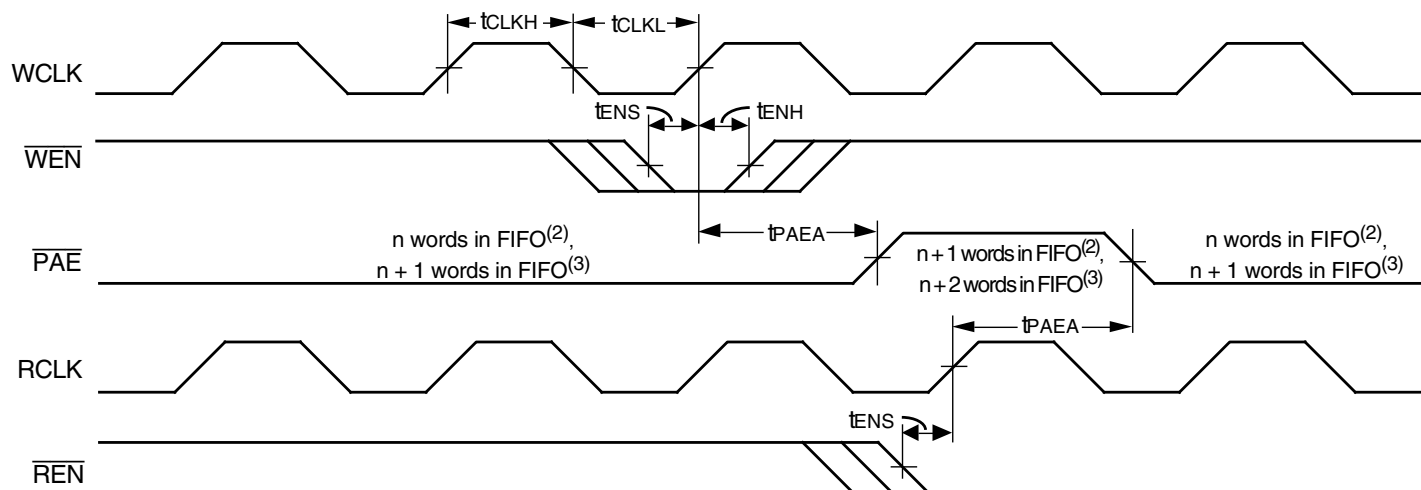 tCLKH
tCLKL
WCLK
tENS
tENH
WEN
tPAEA
n words in FIFO(2),
n + 1 words in FIFO(3)
PAE
n + 1 words in FIFO(2),
n + 2 words in FIFO(3)
n words in FIFO(2),
n + 1 words in FIFO(3)
tPAEA
RCLK
tENS
REN